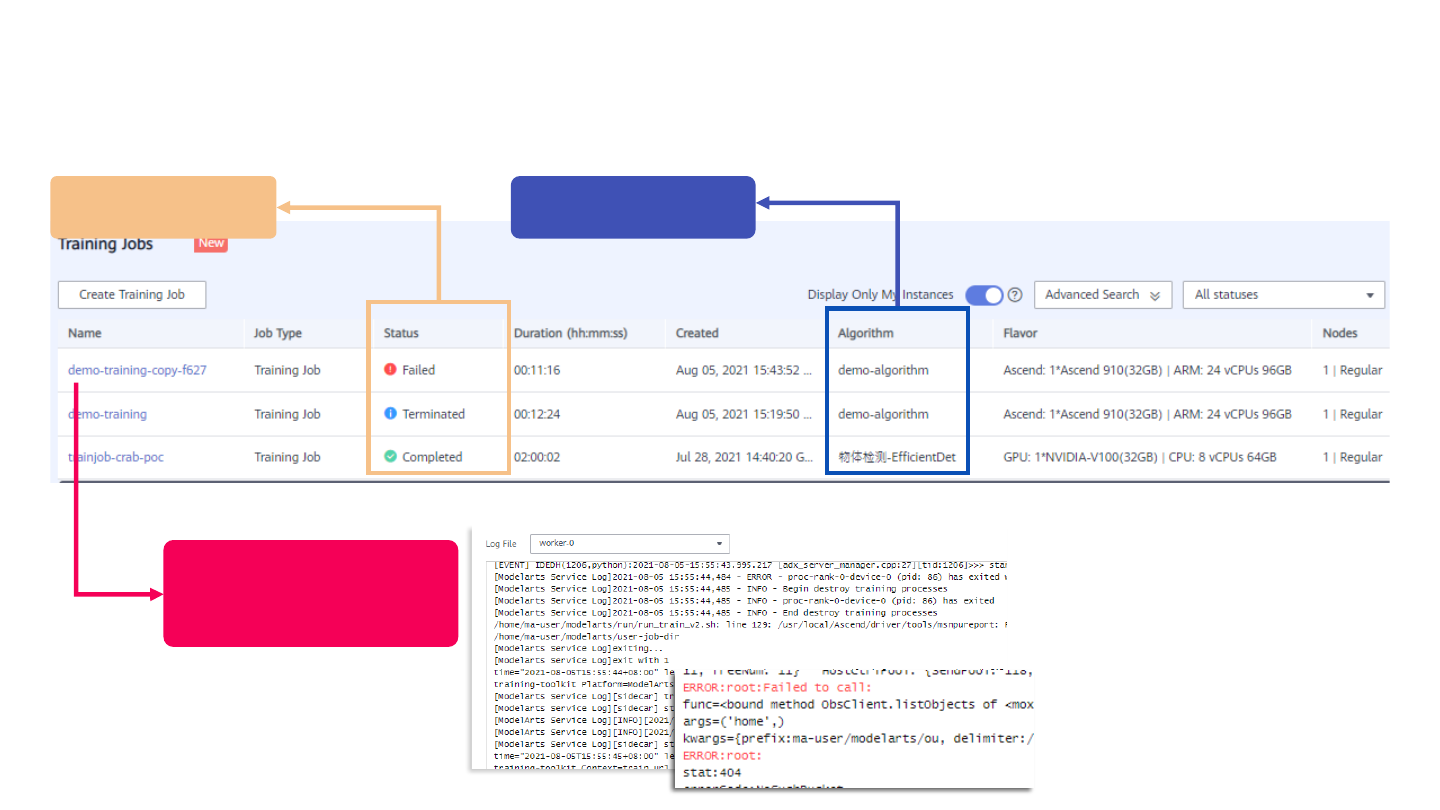 Training Jobs New
Create Training Job Display Only My Instances Advanced Search All statuses
Name Job Type Status Duration (hh:mm:ss) Created Algorithm Flavor Nodes
demo-training-copy-f627 Training Job Failed 00:11:16 Aug 05, 2021 15:43:52 ... demo-algorithm Ascend: 1*Ascend 910(32GB) | ARM: 24 vCPUs 96GB 1 | Regular
demo-training Training Job Terminated 00:12:24 Aug 05, 2021 15:19:50 ... demo-algorithm Ascend: 1*Ascend 910(32GB) | ARM: 24 vCPUs 96GB 1 | Regular
trainjob-crab-poc Training Job Completed 02:00:02 Jul 28, 2021 14:40:20 G... 物体检测-EfficientDet GPU: 1*NVIDIA-V100(32GB) | CPU: 8 vCPUs 64GB 1 | Regular
Log File worker-0
[EVENT] IDEDH(1206,python):2021-08-05-15:55:43.995.217 [adx_server_manager.cpp:27][tid:1206]>>> sta
[Modelarts Service Log]2021-08-05 15:55:44,484 - ERROR - proc-rank-0-device-0 (pid: 86) has exited
[Modelarts Service Log]2021-08-05 15:55:44,485 - INFO - Begin destroy training processes
[Modelarts Service Log]2021-08-05 15:55:44,485 - INFO - proc-rank-0-device-0 (pid: 86) has exited
[Modelarts Service Log]2021-08-05 15:55:44,485 - INFO - End destroy training processes
/home/ma-user/modelarts/run/run_train_v2.sh: line 129: /usr/local/Ascend/driver/tools/msnpureport:
/home/ma-user/modelarts/user-job-dir
[Modelarts Service Log]exiting...
[Modelarts Service Log]exit with 1
time="2021-08-05T15:55:44+08:00" le
training-toolkit Platform=ModelArts
[Modelarts Service Log][sidecar] tr
[Modelarts Service Log][sidecar] st
[ModelArts Service Log][INFO][2021/
[ModelArts Service Log][INFO][2021/
[Modelarts Service Log][sidecar] st
time="2021-08-05T15:55:45+08:00" le
training-toolkit Context=train_url
ERROR:root:Failed to call:
func=<bound method ObsClient.listObjects of <mox
args=('home',)
kwargs={prefix:ma-user/modelarts/ou, delimiter:/
ERROR:root:
stat:404
errorCode:NoSuchBucket